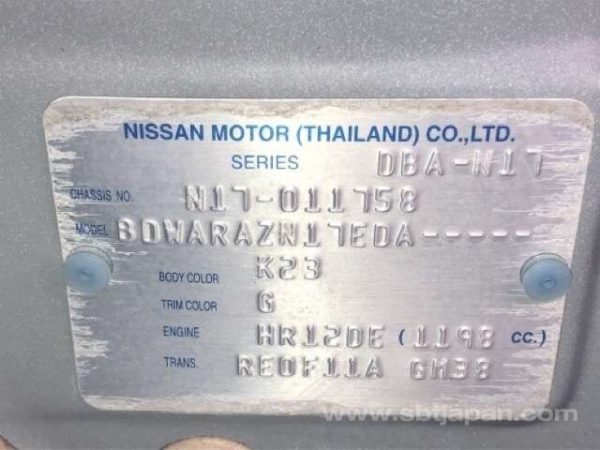 NISSAN MOTOR (THAILAND) CO.,LTD.
SERIES DBA-N17
CHASSIS NO. N17-011758
MODEL BDWARAZN17EDA-----
BODY COLOR K23
TRIM COLOR G
ENGINE HR12DE (1198 cc.)
TRANS. RE0F11A GH38
www.sbtjapan.com